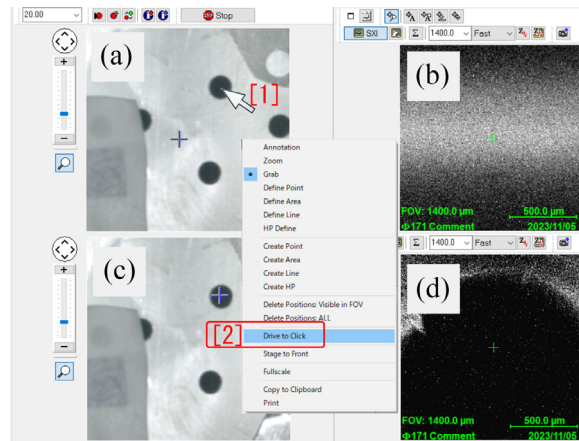 20.00
Stop
SXI
Σ
1400.0
Fast
(a)
[1]
(b)
Annotation
Zoom
Grab
Define Point
Define Area
Define Line
HP Define
Create Point
Create Area
Create Line
Create HP
Delete Positions: Visible in FOV
Delete Positions: ALL
[2]
Drive to Click
Stage to Front
Fullscale
Copy to Clipboard
Print
FOV: 1400.0 µm
500.0 µm
Φ171 Comment
2023/11/05
(c)
Σ
1400.0
Fast
(d)
FOV: 1400.0 µm
500.0 µm
Φ171 Comment
2023/11/05